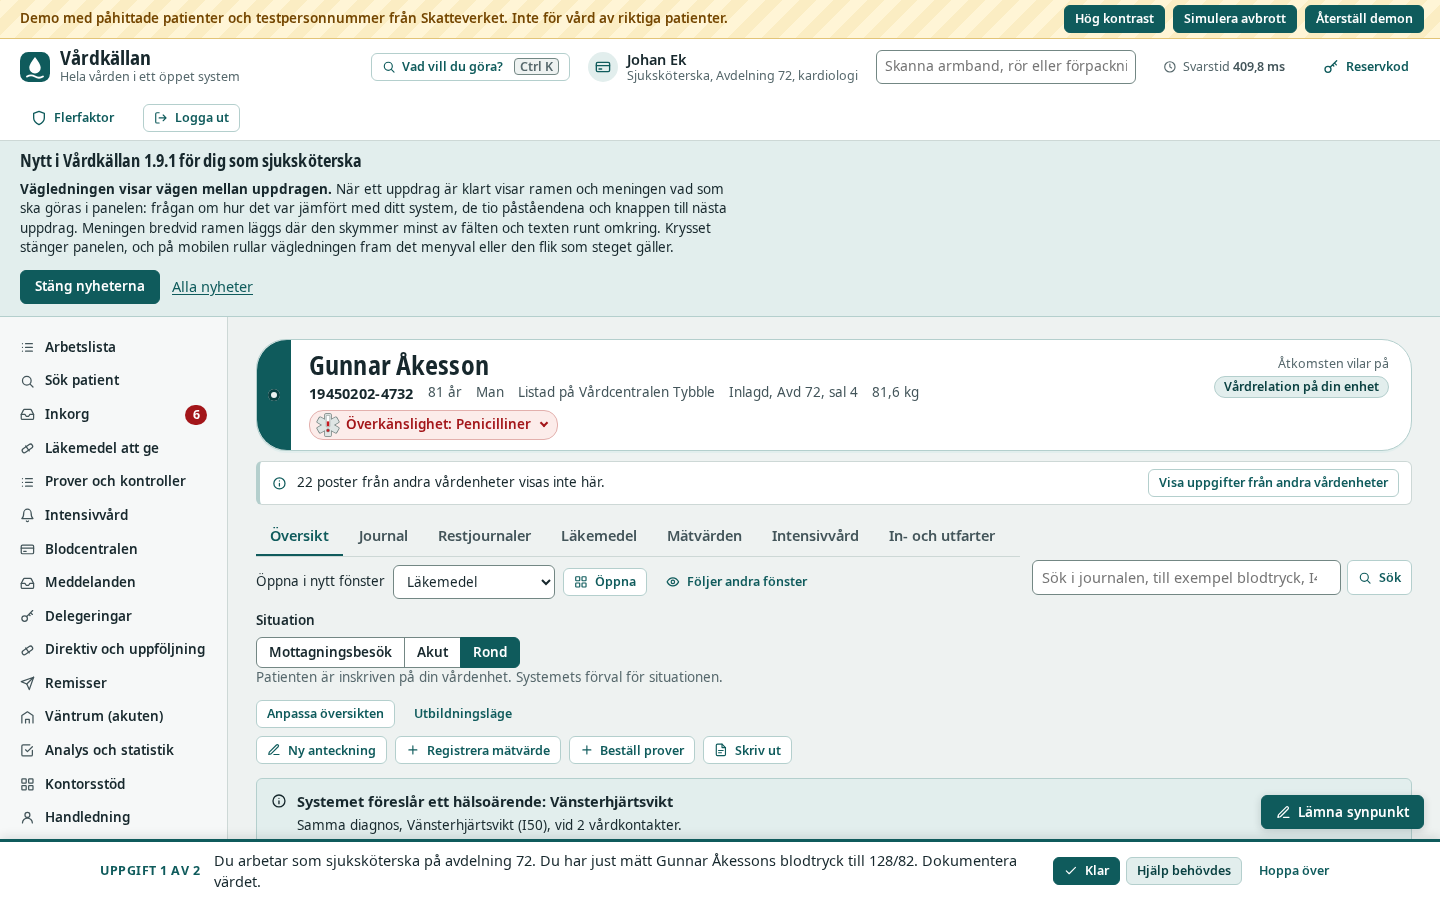 Demo med påhittade patienter och testpersonnummer från Skatteverket. Inte för vård av riktiga patienter.
Hög kontrast
Simulera avbrott
Återställ demon
Vårdkällan
Hela vården i ett öppet system
Vad vill du göra? Ctrl K
Johan Ek
Sjuksköterska, Avdelning 72, kardiologi
Skanna armband, rör eller förpackni
Svarstid 409,8 ms
Reservkod
Flerfaktor
Logga ut
Nytt i Vårdkällan 1.9.1 för dig som sjuksköterska
Vägledningen visar vägen mellan uppdragen. När ett uppdrag är klart visar ramen och meningen vad som
ska göras i panelen: frågan om hur det var jämfört med ditt system, de tio påståendena och knappen till nästa
uppdrag. Meningen bredvid ramen läggs där den skymmer minst av fälten och texten runt omkring. Krysset
stänger panelen, och på mobilen rullar vägledningen fram det menyval eller den flik som steget gäller.
Stäng nyheterna
Alla nyheter
Arbetslista
Sök patient
Inkorg 6
Läkemedel att ge
Prover och kontroller
Intensivvård
Blodcentralen
Meddelanden
Delegeringar
Direktiv och uppföljning
Remisser
Väntrum (akuten)
Analys och statistik
Kontorsstöd
Handledning
Gunnar Åkesson
19450202-4732 81 år Man Listad på Vårdcentralen Tybble Inlagd, Avd 72, sal 4 81,6 kg
Överkänslighet: Penicilliner
Åtkomsten vilar på
Vårdrelation på din enhet
22 poster från andra vårdenheter visas inte här.
Visa uppgifter från andra vårdenheter
Översikt
Journal
Restjournaler
Läkemedel
Mätvärden
Intensivvård
In- och utfarter
Öppna i nytt fönster
Läkemedel
Öppna
Följer andra fönster
Sök i journalen, till exempel blodtryck, I4
Sök
Situation
Mottagningsbesök
Akut
Rond
Patienten är inskriven på din vårdenhet. Systemets förval för situationen.
Anpassa översikten
Utbildningsläge
Ny anteckning
Registrera mätvärde
Beställ prover
Skriv ut
Systemet föreslår ett hälsoärende: Vänsterhjärtsvikt
Samma diagnos, Vänsterhjärtsvikt (I50), vid 2 vårdkontakter.
Lämna synpunkt
UPPGIFT 1 AV 2
Du arbetar som sjuksköterska på avdelning 72. Du har just mätt Gunnar Åkessons blodtryck till 128/82. Dokumentera
värdet.
Klar
Hjälp behövdes
Hoppa över